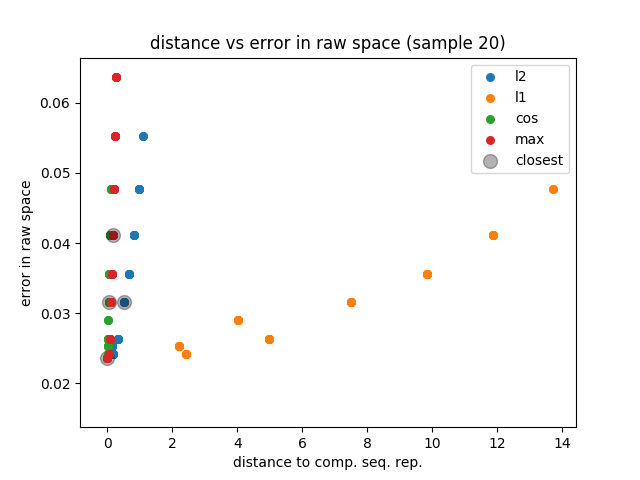 distance vs error in raw space (sample 20)
l2
l1
cos
max
closest
0.06
0.05
0.04
0.03
0.02
error in raw space
0
2
4
6
8
10
12
14
distance to comp. seq. rep.